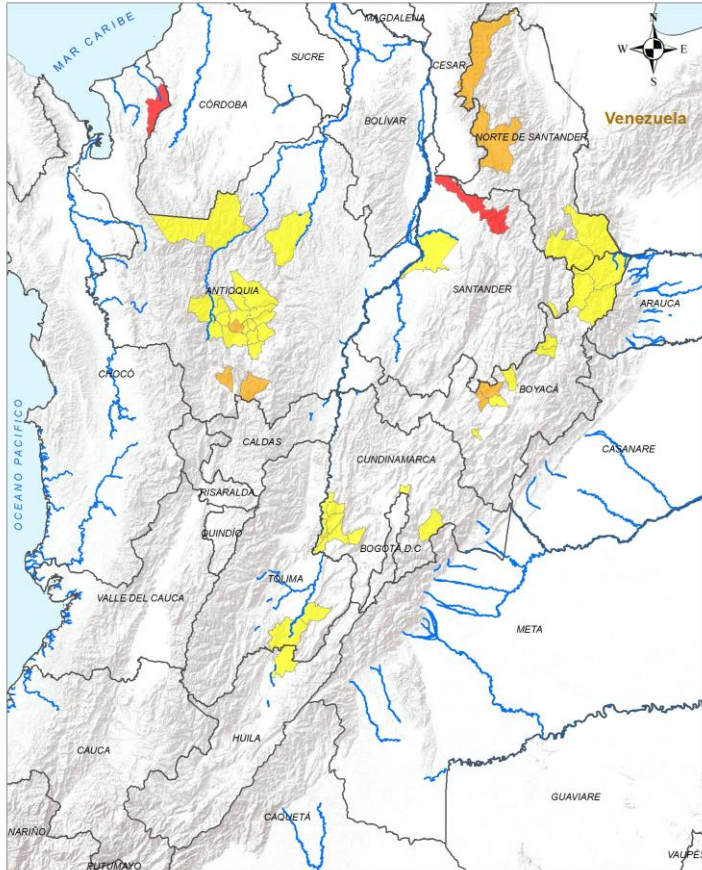 MAGDALENA
N
MAR CARIBE
W
E
SUCRE
CESAR
S
CÓRDOBA
BOLÍVAR
Venezuela
NORTE DE SANTANDER
ANTIOQUIA
SANTANDER
ARAUCA
CHOCÓ
BOYACA
OCEANO PACIFICO
CALDAS
CUNDINAMARCA
CASANARE
RISARALDA
QUINDÍO
BOGOTÁ D.C
TOLIMA
VALLE DEL CAUCA
META
HUILA
CAUCA
GUAVIARE
CAQUETÁ
NARIÑO
VAUPÉS
PUTUMAYO